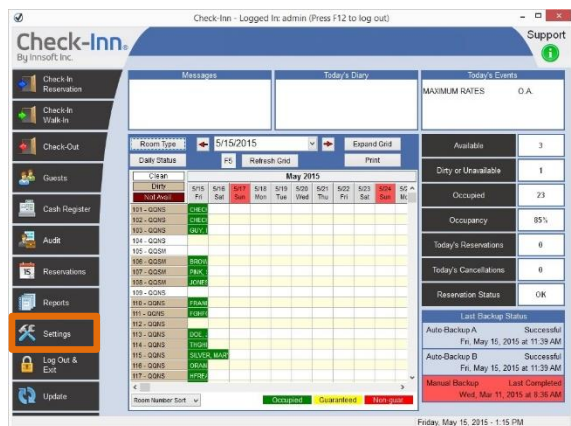 Check-Inn - Logged In: admin (Press F12 to log out)
Check-Inn®
By Innsoft Inc.
Support
Check-In
Reservation
Check-In
Walk-In
Check-Out
Guests
Cash Register
Audit
15
Reservations
Reports
Settings
Log Out &
Exit
Update
Messages
Today's Diary
Today's Events
MAXIMUM RATES O.A.
Room Type 5/15/2015 Expand Grid
Daily Status F5 Refresh Grid Print
Clean May 2015
Dirty 5/15 5/16 5/17 5/18 5/19 5/20 5/21 5/22 5/23 5/24
Not Avail Fri Sat Sun Mon Tue Wed Thu Fri Sat Sun
101 - QQNS CHECK
102 - QQNS CHECK
103 - QQNS GUY,
104 - QQNS
105 - QQSM
106 - QQSM BROW
107 - QQSM PINK,
108 - QQSM JONES
109 - QQNS
110 - QQNS FRANK
111 - QQNS
112 - QQNS
113 - QQNS DOE,
114 - QQNS
115 - QQNS SILVER, MARY
116 - QQNS ORAN
117 - QQNS
Room Number Sort Occupied Guaranteed Non-guar
Available 3
Dirty or Unavailable 1
Occupied 23
Occupancy 85%
Today's Reservations 0
Today's Cancellations 0
Reservation Status OK
Last Backup Status
Auto-Backup A Successful
Fri, May 15, 2015 at 11:39 AM
Auto-Backup B Successful
Fri, May 15, 2015 at 11:39 AM
Manual Backup Last Completed
Wed, Mar 11, 2015 at 8:36 AM
Friday, May 15, 2015 - 1:15 PM